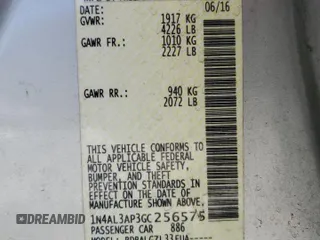 DATE: 06/16
GVWR: 1917 KG
4226 LB
GAWR FR: 1010 KG
2227 LB
GAWR RR: 940 KG
2072 LB
THIS VEHICLE CONFORMS
TO ALL APPLICABLE
FEDERAL MOTOR VEHICLE
SAFETY, BUMPER, AND THEFT
PREVENTION STANDARDS
IN EFFECT ON THE DATE OF
MANUFACTURE SHOWN ABOVE.
1N4AL3AP3GC256575
PASSENGER CAR 886
DREAMBID